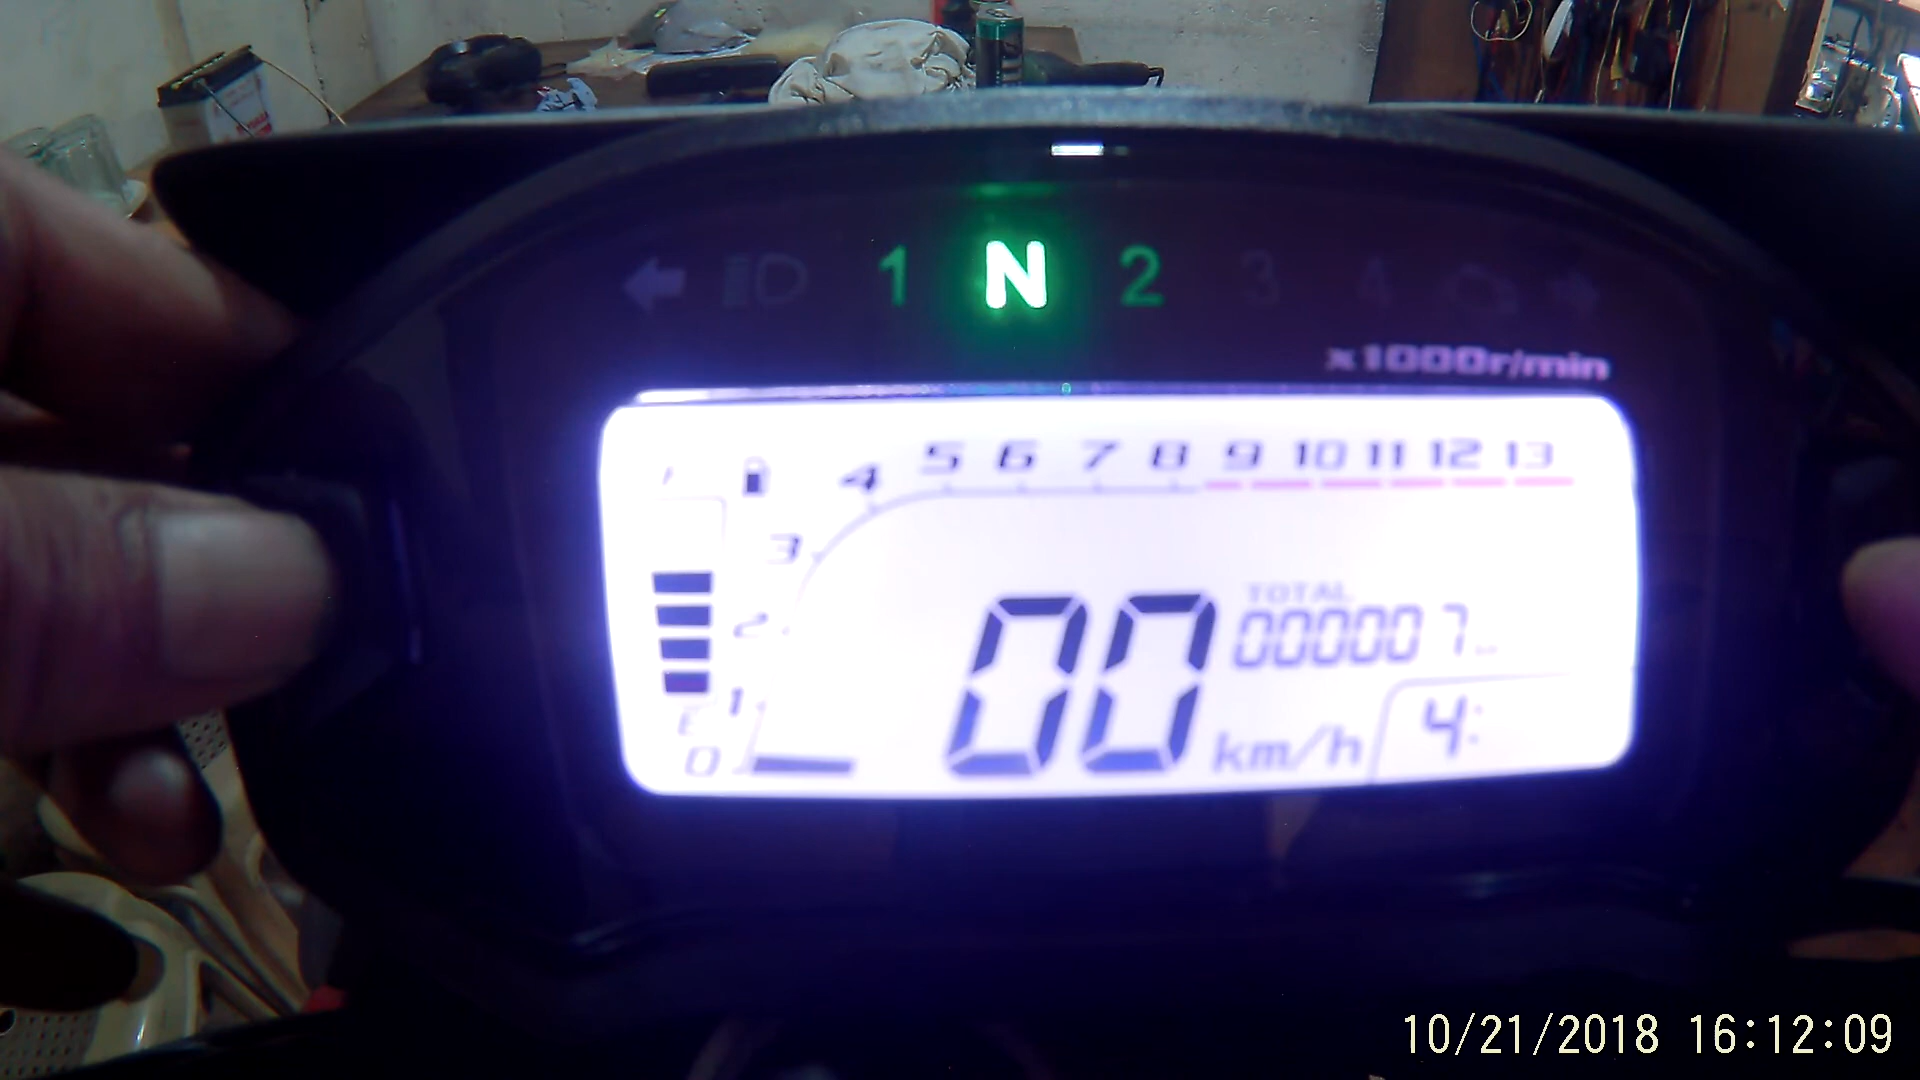 1 N 2 3 4
x1000r/min
4 5 6 7 8 9 10 11 12 13
3
2
1
E
0
00 km/h
TOTAL
000007
4:
10/21/2018 16:12:09